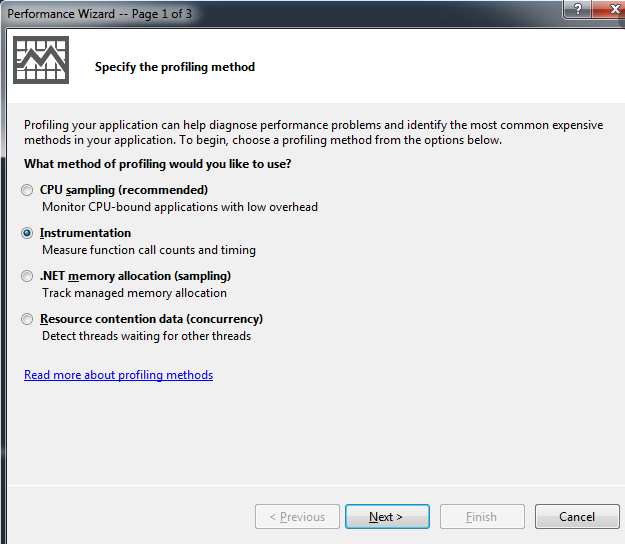 Performance Wizard -- Page 1 of 3
? X
Specify the profiling method
Profiling your application can help diagnose performance problems and identify the most common expensive
methods in your application. To begin, choose a profiling method from the options below.
What method of profiling would you like to use?
CPU sampling (recommended)
Monitor CPU-bound applications with low overhead
Instrumentation
Measure function call counts and timing
.NET memory allocation (sampling)
Track managed memory allocation
Resource contention data (concurrency)
Detect threads waiting for other threads
Read more about profiling methods
< Previous Next > Finish Cancel